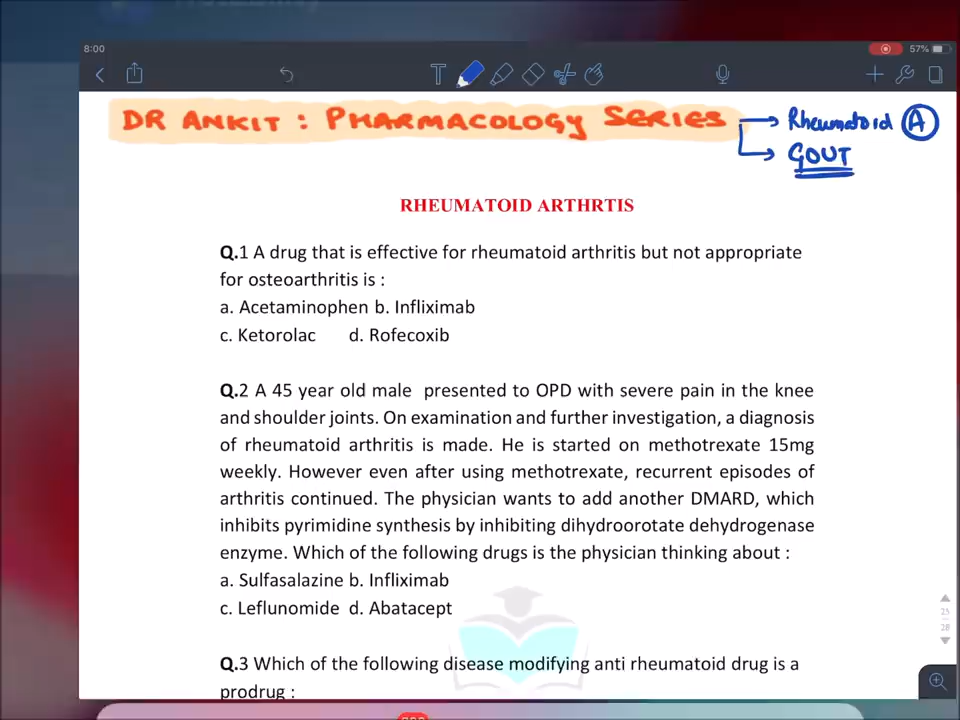 8:00
57%
T
DR ANKIT : PHARMACOLOGY SERIES
Rheumatoid A
GOUT
RHEUMATOID ARTHRTIS
Q.1 A drug that is effective for rheumatoid arthritis but not appropriate
for osteoarthritis is :
a. Acetaminophen b. Infliximab
c. Ketorolac d. Rofecoxib
Q.2 A 45 year old male presented to OPD with severe pain in the knee
and shoulder joints. On examination and further investigation, a diagnosis
of rheumatoid arthritis is made. He is started on methotrexate 15mg
weekly. However even after using methotrexate, recurrent episodes of
arthritis continued. The physician wants to add another DMARD, which
inhibits pyrimidine synthesis by inhibiting dihydroorotate dehydrogenase
enzyme. Which of the following drugs is the physician thinking about :
a. Sulfasalazine b. Infliximab
c. Leflunomide d. Abatacept
23
28
Q.3 Which of the following disease modifying anti rheumatoid drug is a
prodrug :